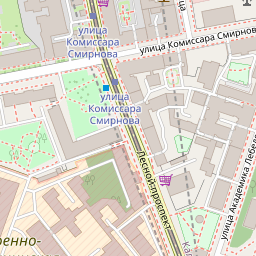 улица
Комиссара
Смирнова
улица Комиссара Смирнова
улица
Комиссара
Смирнова
Лесной проспект
улица Академика Лебедева